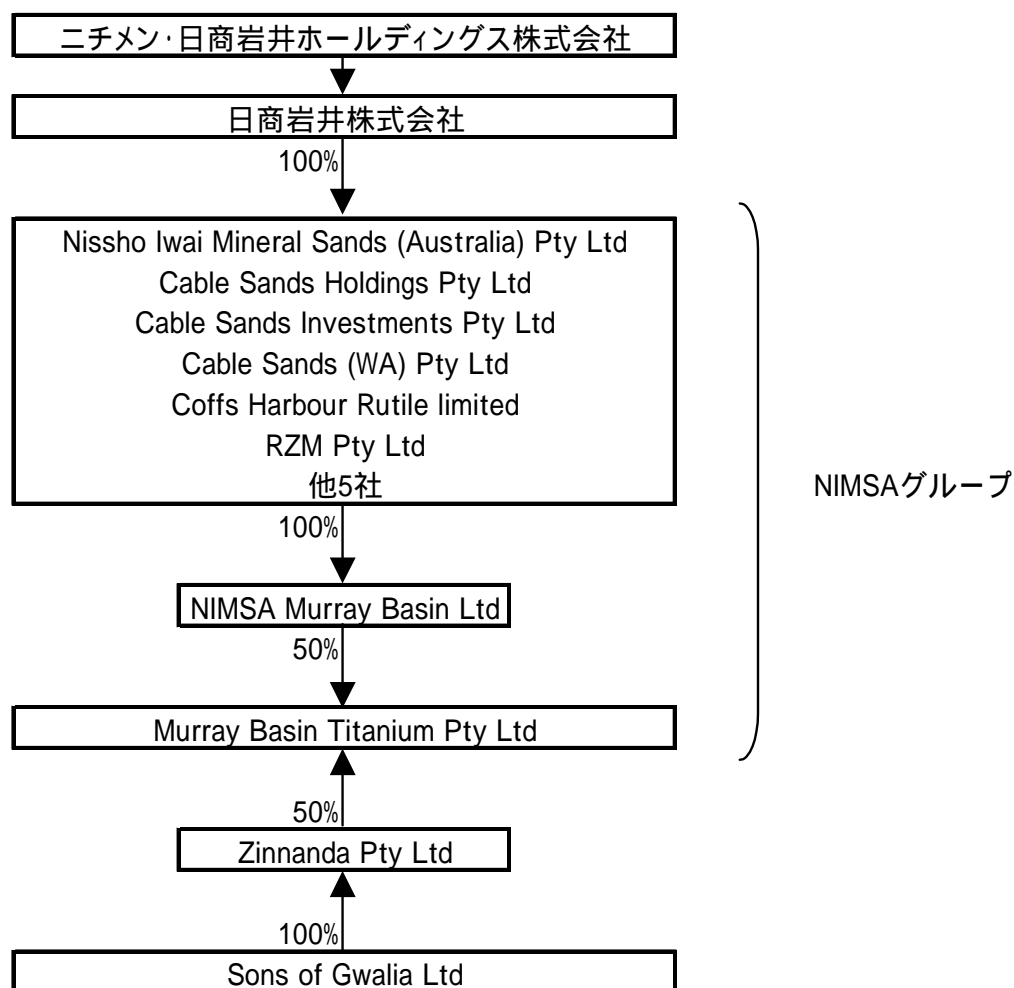 ニチメン・日商岩井ホールディングス株式会社
日商岩井株式会社
100%
Nissho Iwai Mineral Sands (Australia) Pty Ltd
Cable Sands Holdings Pty Ltd
Cable Sands Investments Pty Ltd
Cable Sands (WA) Pty Ltd
Coffs Harbour Rutile limited
RZM Pty Ltd
他5社
NIMSAグループ
100%
NIMSA Murray Basin Ltd
50%
Murray Basin Titanium Pty Ltd
50%
Zinnanda Pty Ltd
100%
Sons of Gwalia Ltd